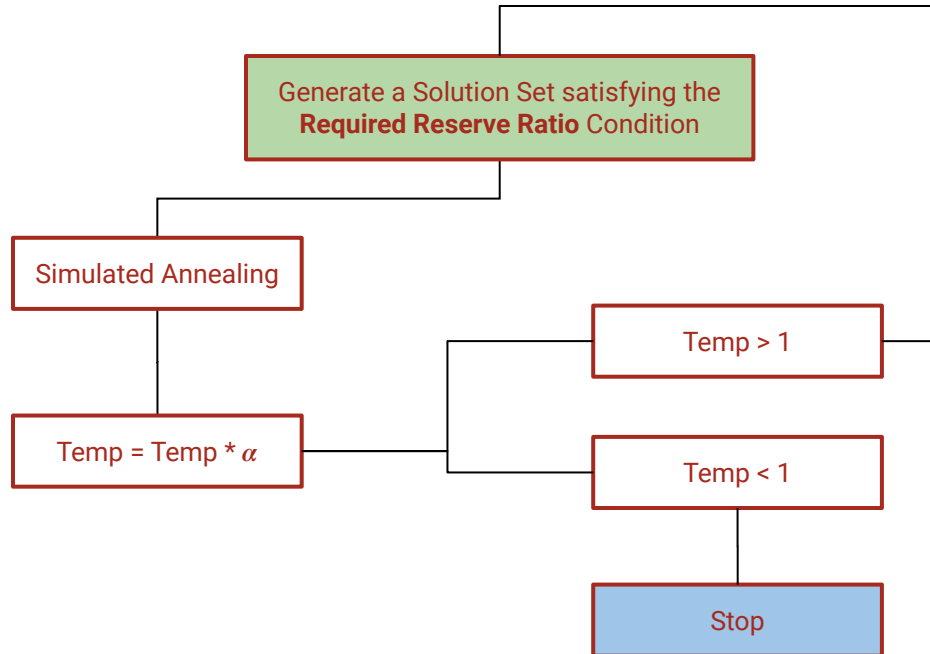 Generate a Solution Set satisfying the
Required Reserve Ratio Condition
Simulated Annealing
Temp > 1
Temp = Temp * α
Temp < 1
Stop